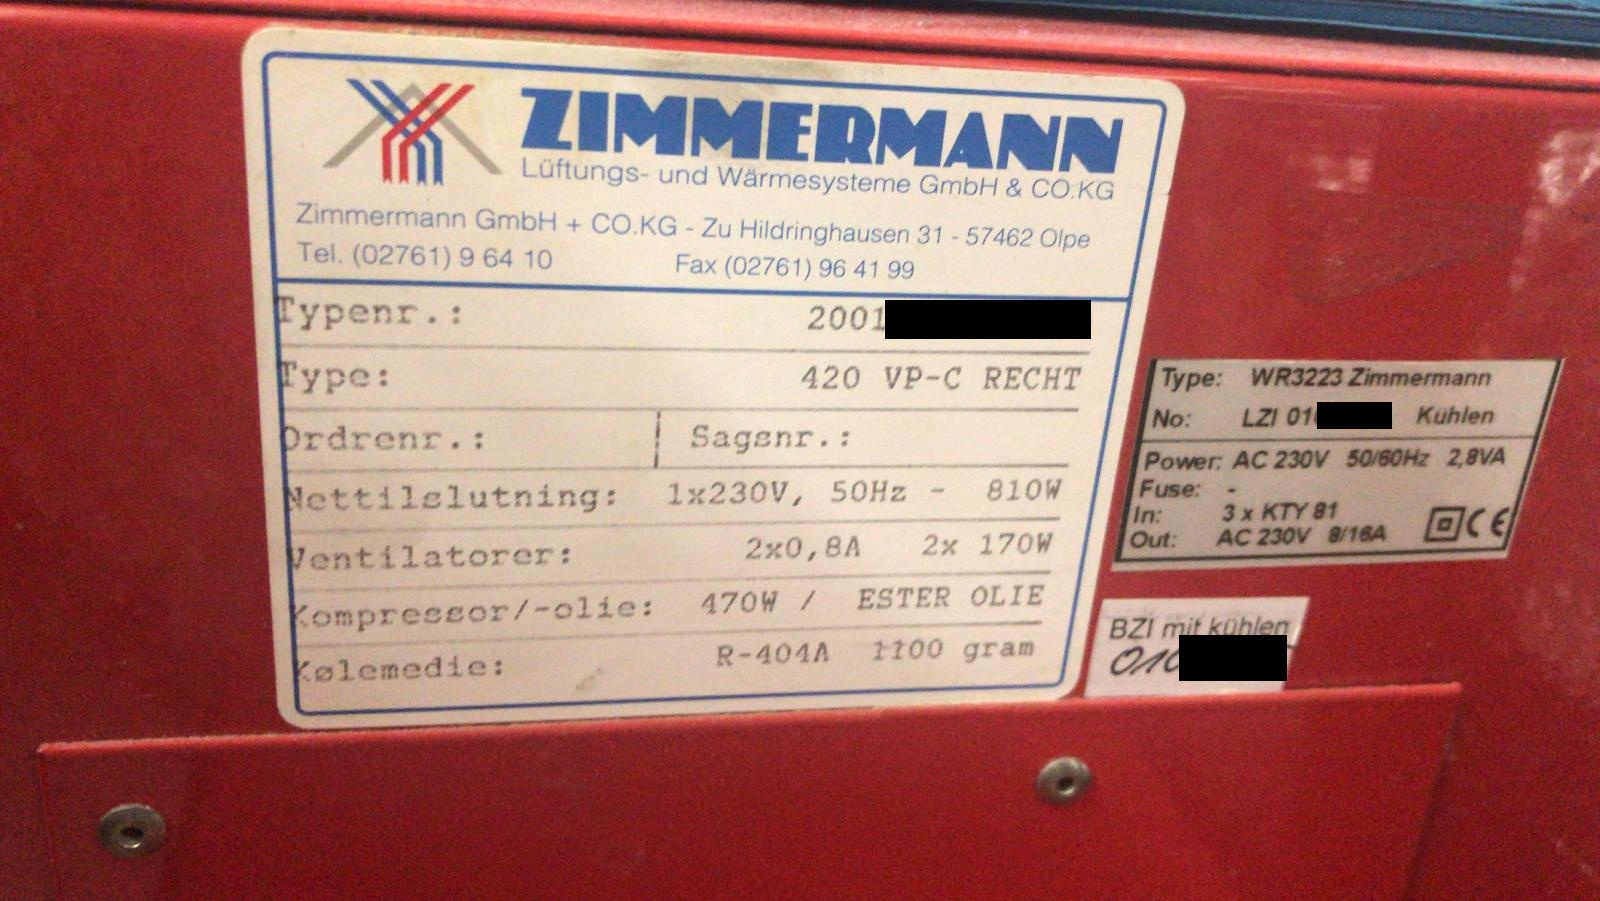 ZIMMERMANN
Lüftungs- und Wärmesysteme GmbH & CO.KG
Zimmermann GmbH + CO.KG - Zu Hildringhausen 31 - 57462 Olpe
Tel. (02761) 9 64 10 Fax (02761) 96 41 99
Typenr.: 2001
Type: 420 VP-C RECHT
Ordrenr.: Sagsnr.:
Nettilslutning: 1x230V, 50Hz - 810W
Ventilatorer: 2x0,8A 2x 170W
Kompressor/-olie: 470W / ESTER OLIE
Kølemedie: R-404A 1100 gram
Type: WR3223 Zimmermann
No: LZI 01 Kühlen
Power: AC 230V 50/60Hz 2,8VA
Fuse: -
In: 3 x KTY 81
Out: AC 230V 8/16A CE
BZI mit kühlen
010